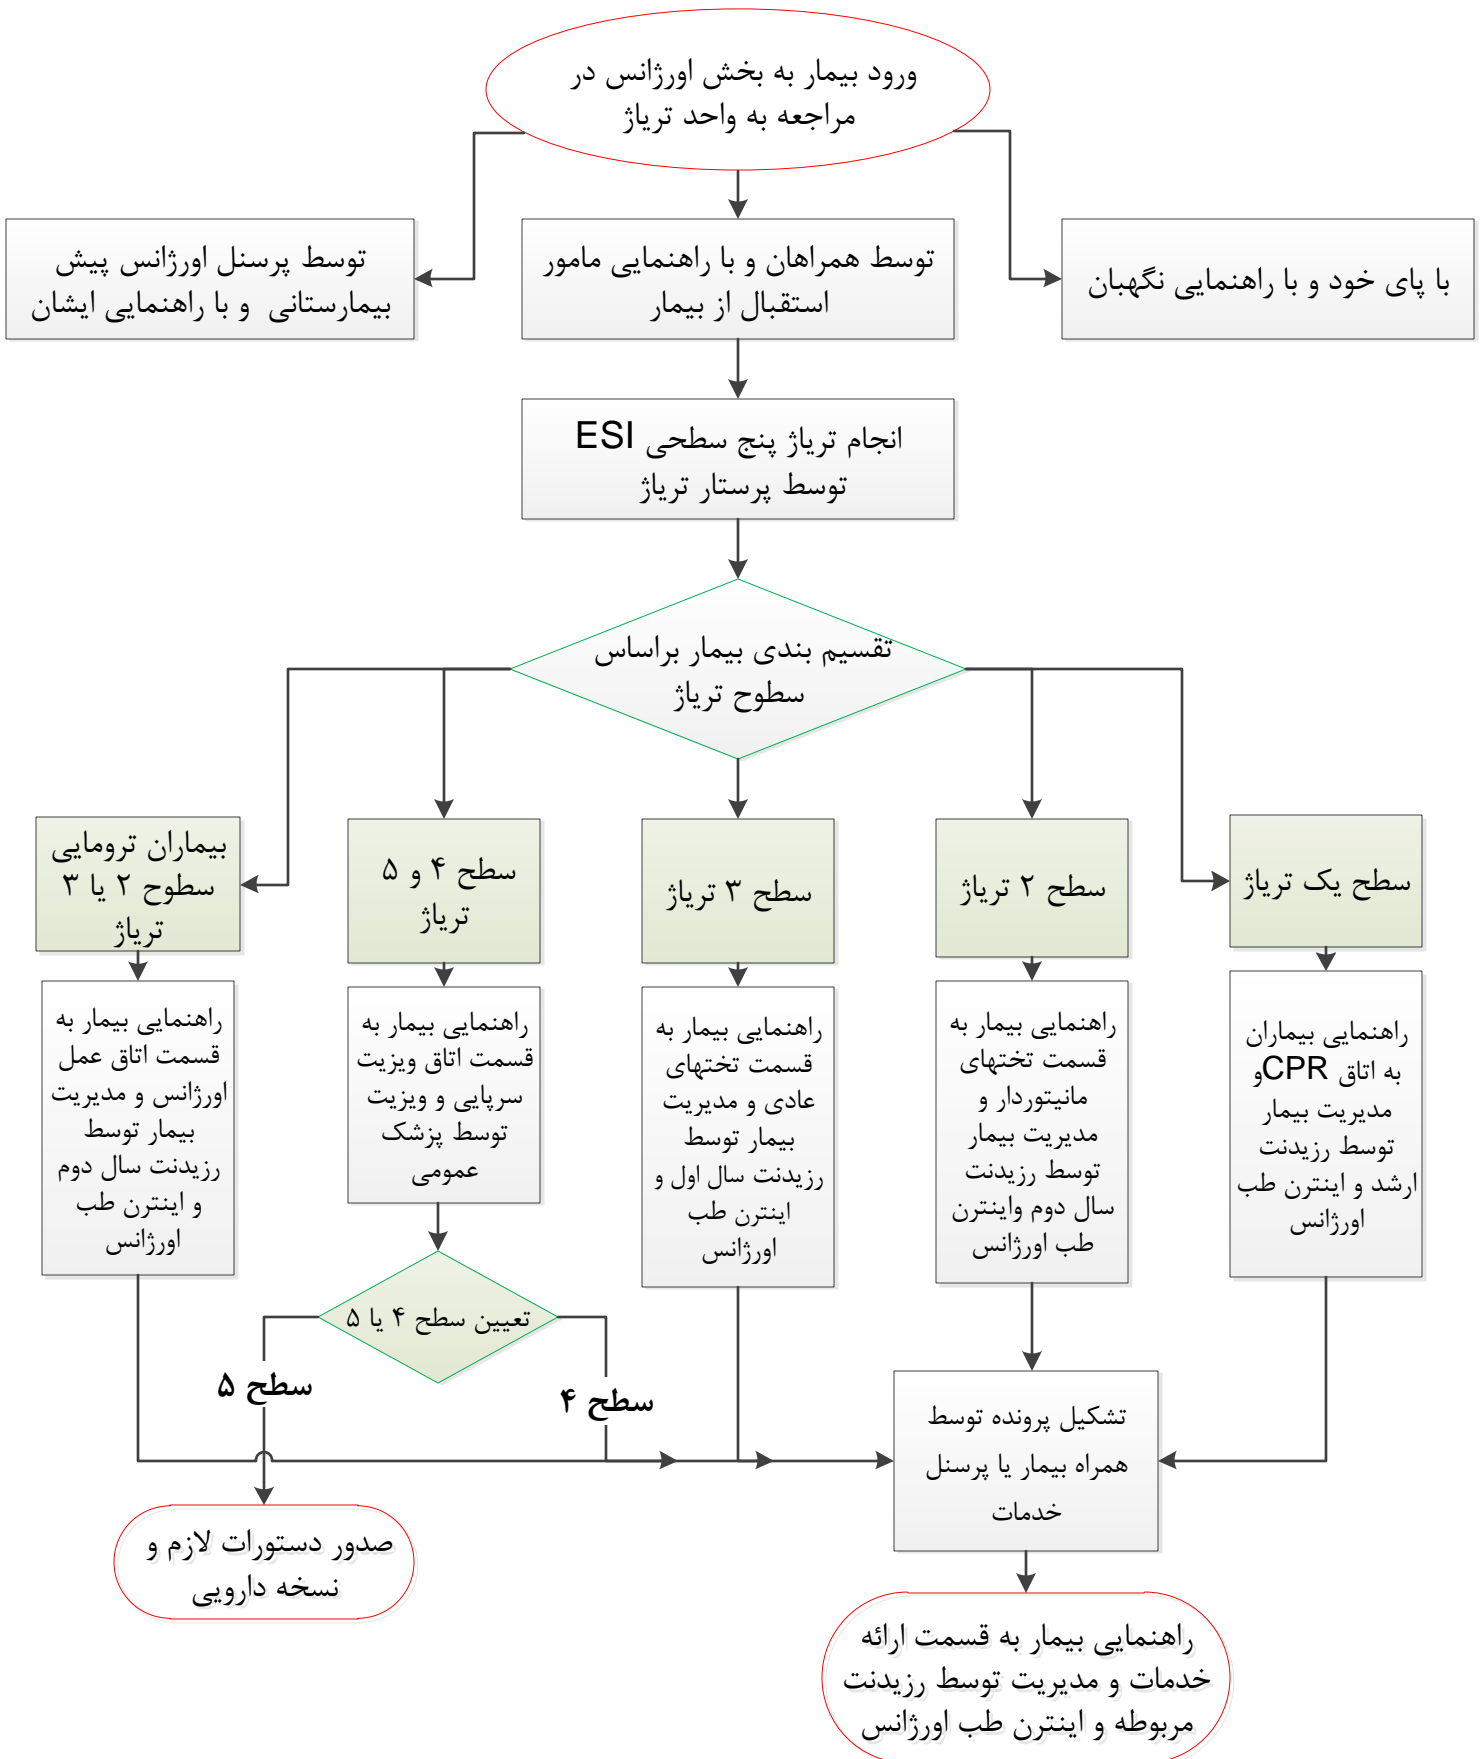 ورود بیمار به بخش اورژانس در
مراجعه به واحد تریاژ
با پای خود و با راهنمایی نگهبان
توسط همراهان و با راهنمایی مامور
استقبال از بیمار
توسط پرسنل اورژانس پیش
بیمارستانی و با راهنمایی ایشان
انجام تریاژ پنج سطحی ESI
توسط پرستار تریاژ
تقسیم بندی بیمار براساس
سطوح تریاژ
سطح یک تریاژ
سطح ۲ تریاژ
سطح ۳ تریاژ
سطح ۴ و ۵
تریاژ
بیماران ترومایی
سطوح ۲ یا ۳
تریاژ
راهنمایی بیماران
به اتاق CPRو
مدیریت بیمار
توسط رزیدنت
ارشد و اینترن طب
اورژانس
راهنمایی بیمار به
قسمت تختهای
مانیتوردار و
مدیریت بیمار
توسط رزیدنت
سال دوم واینترن
طب اورژانس
راهنمایی بیمار به
قسمت تختهای
عادی و مدیریت
بیمار توسط
رزیدنت سال اول و
اینترن طب
اورژانس
راهنمایی بیمار به
قسمت اتاق ویزیت
سرپایی و ویزیت
توسط پزشک
عمومی
راهنمایی بیمار به
قسمت اتاق عمل
اورژانس و مدیریت
بیمار توسط
رزیدنت سال دوم
و اینترن طب
اورژانس
تعیین سطح ۴ یا ۵
سطح ۴
سطح ۵
تشکیل پرونده توسط
همراه بیمار یا پرسنل
خدمات
صدور دستورات لازم و
نسخه دارویی
راهنمایی بیمار به قسمت ارائه
خدمات و مدیریت توسط رزیدنت
مربوطه و اینترن طب اورژانس